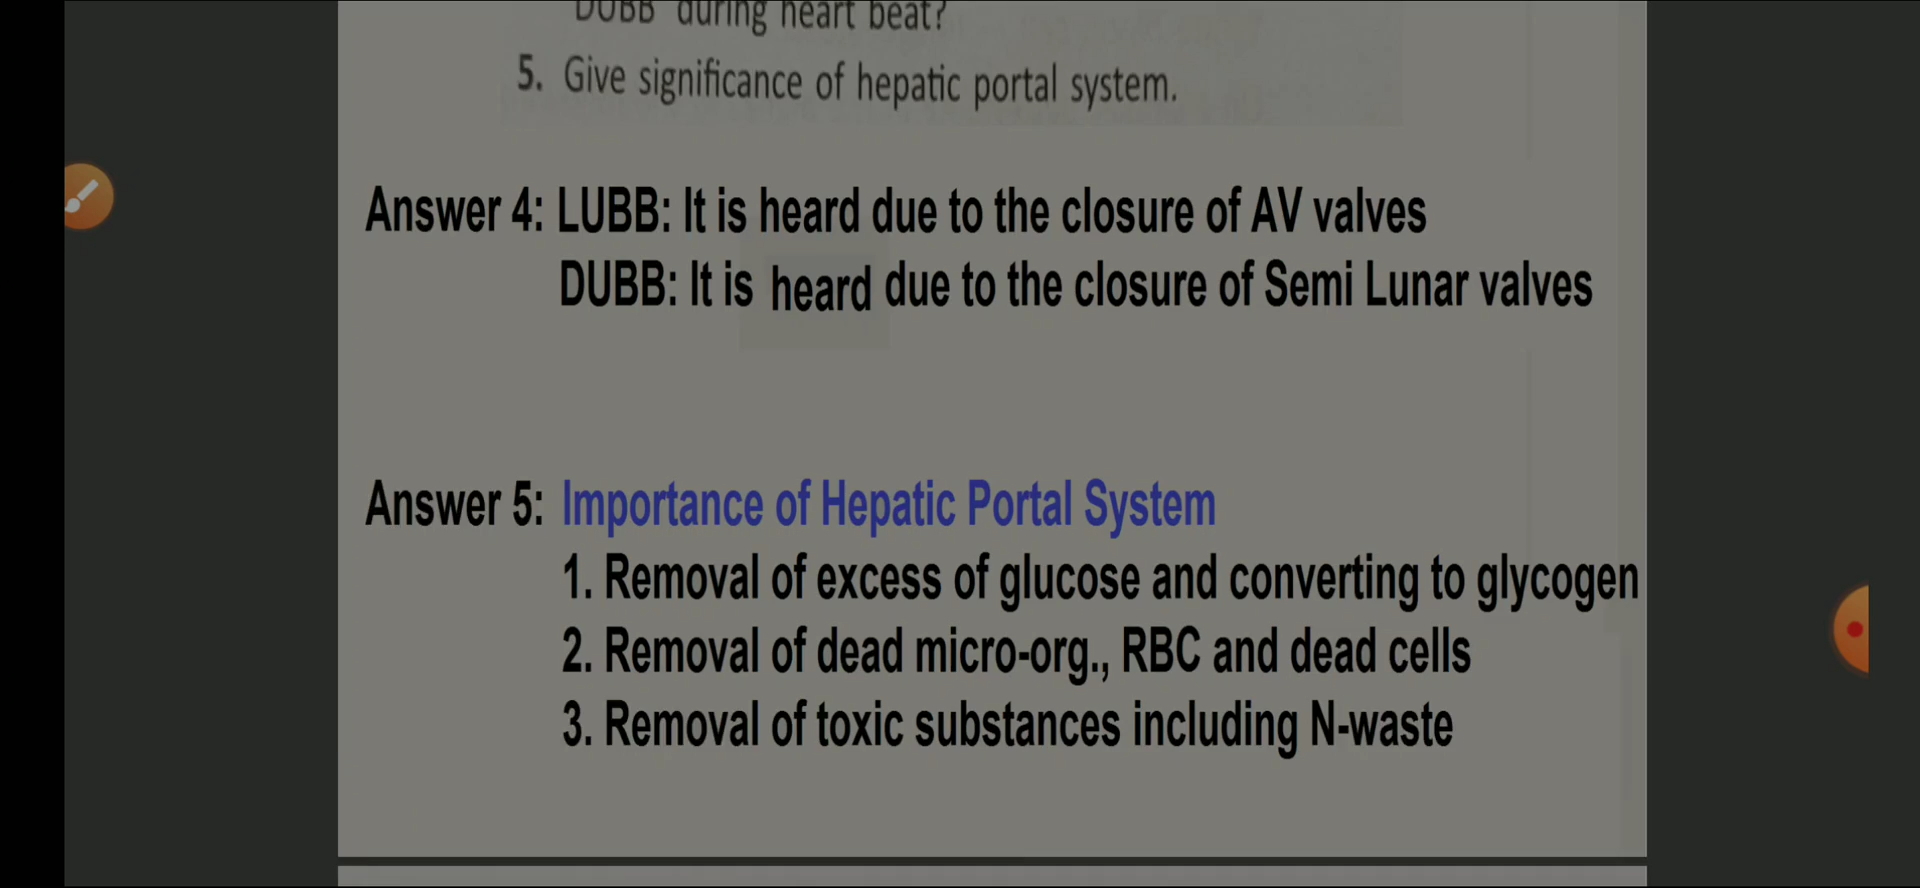 DUBB during heart beat?
5. Give significance of hepatic portal system.
Answer 4: LUBB: It is heard due to the closure of AV valves
DUBB: It is heard due to the closure of Semi Lunar valves
Answer 5: Importance of Hepatic Portal System
1. Removal of excess of glucose and converting to glycogen
2. Removal of dead micro-org., RBC and dead cells
3. Removal of toxic substances including N-waste